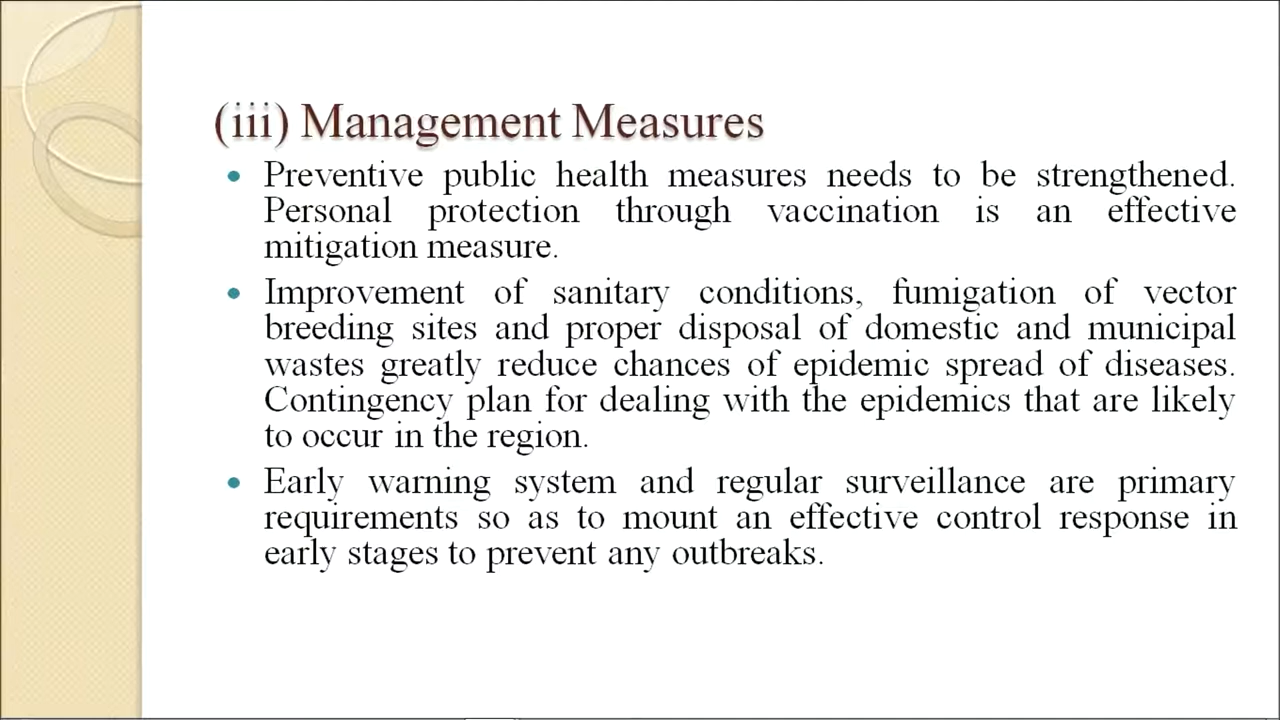 (iii) Management Measures
• Preventive public health measures needs to be strengthened.
Personal protection through vaccination is an effective
mitigation measure.
• Improvement of sanitary conditions, fumigation of vector
breeding sites and proper disposal of domestic and municipal
wastes greatly reduce chances of epidemic spread of diseases.
Contingency plan for dealing with the epidemics that are likely
to occur in the region.
• Early warning system and regular surveillance are primary
requirements so as to mount an effective control response in
early stages to prevent any outbreaks.